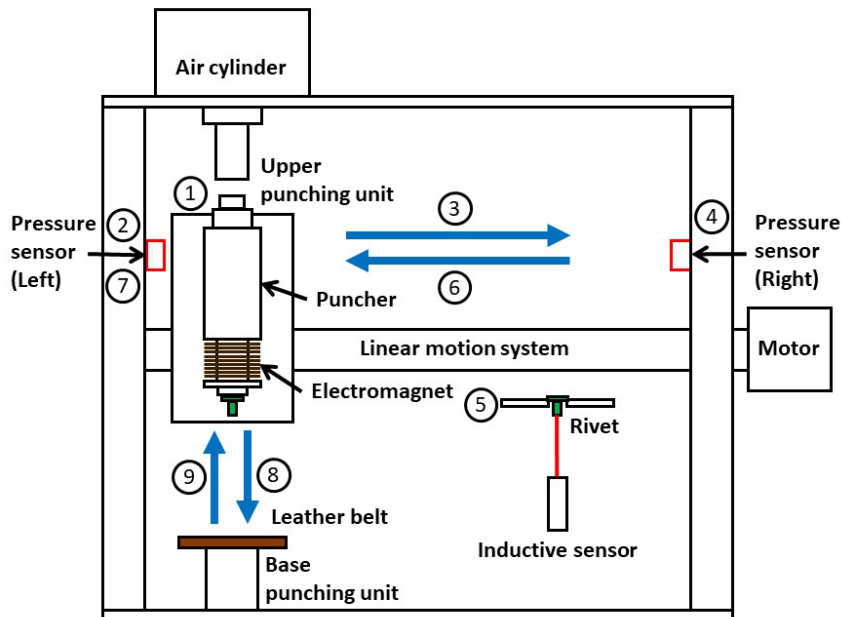 Air cylinder
Upper
punching unit
1
Pressure
sensor
(Left)
2
7
3
6
4
Pressure
sensor
(Right)
Puncher
Linear motion system
Motor
Electromagnet
5
Rivet
9
8
Leather belt
Inductive sensor
Base
punching unit